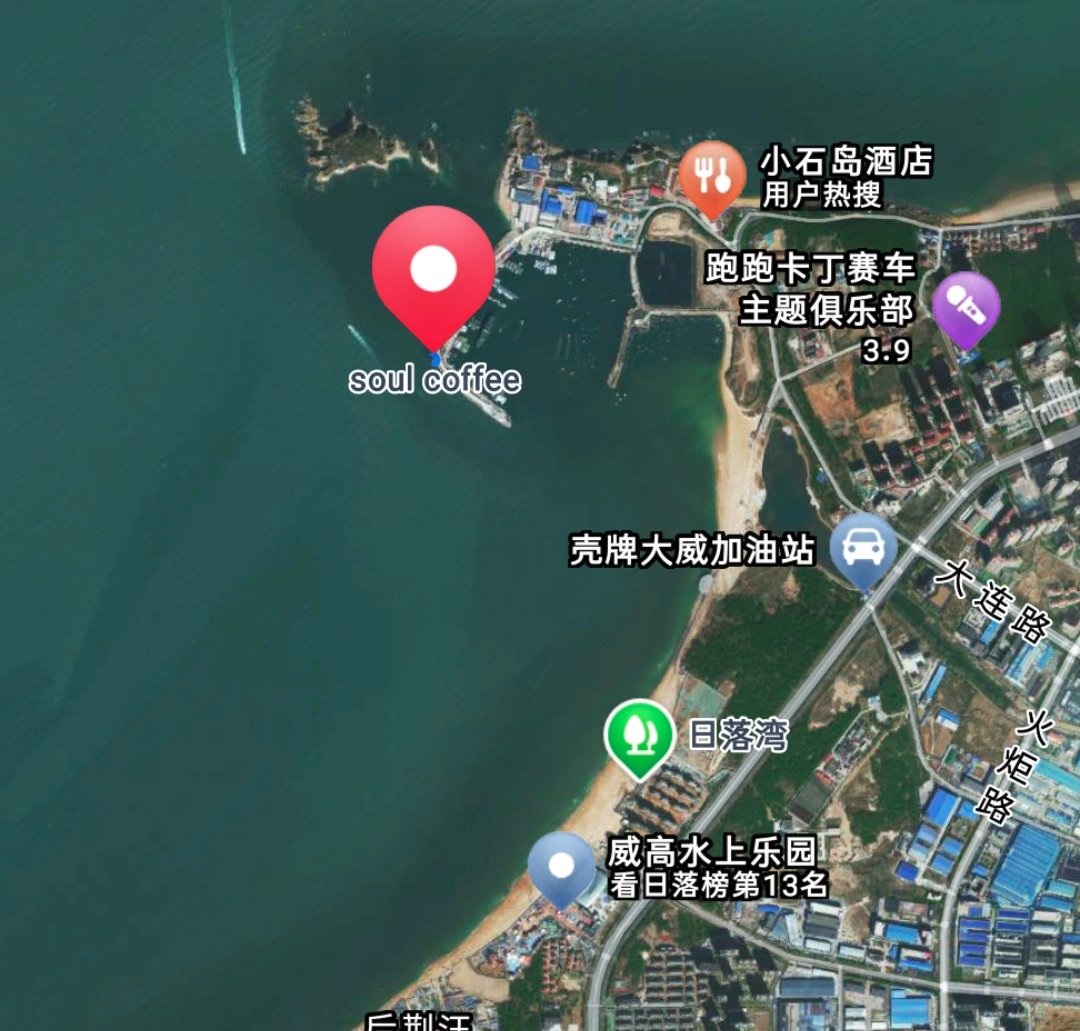 小石岛酒店
用户热搜
跑跑卡丁赛车
主题俱乐部
3.9
soul coffee
壳牌大威加油站
大连路
日落湾
火炬路
威高水上乐园
看日落榜第13名